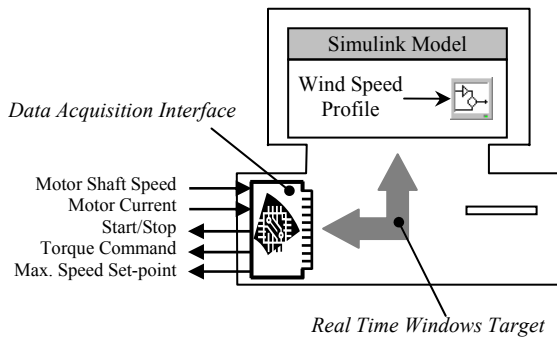 Simulink Model
Wind Speed
Profile
Data Acquisition Interface
Motor Shaft Speed
Motor Current
Start/Stop
Torque Command
Max. Speed Set-point
Real Time Windows Target